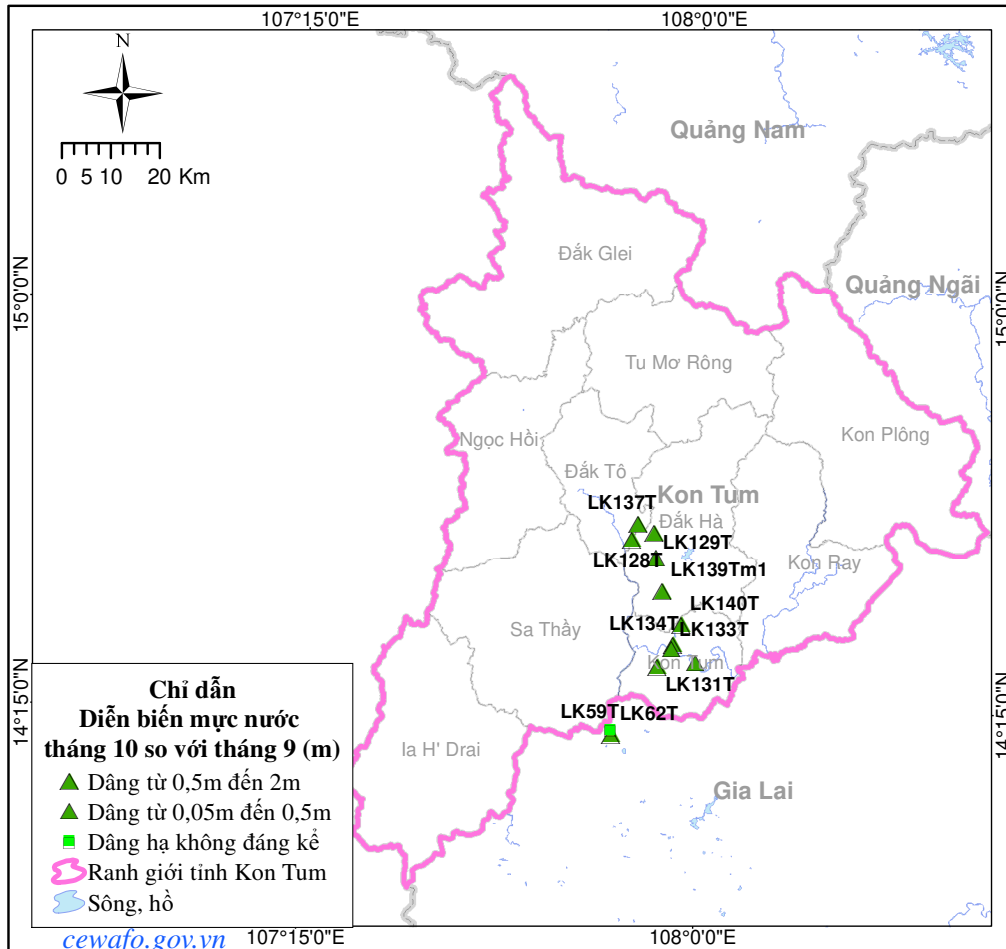 107°15'0"E
108°0'0"E
N
0 5 10 20 Km
Quảng Nam
Đắk Glei
Quảng Ngãi
15°0'0"N
15°0'0"N
Tu Mơ Rông
Ngọc Hồi
Kon Plông
Đắk Tô
Kon Tum
LK137T
Đắk Hà
LK129T
LK128T
Kon Ray
LK139Tm1
LK140T
LK134T
LK133T
Sa Thầy
Kon Tum
LK131T
14°15'0"N
14°15'0"N
LK59T
LK62T
Ia H' Drai
Gia Lai
Chỉ dẫn
Diễn biến mực nước
tháng 10 so với tháng 9 (m)
Dâng từ 0,5m đến 2m
Dâng từ 0,05m đến 0,5m
Dâng hạ không đáng kể
Ranh giới tỉnh Kon Tum
Sông, hồ
cewafo.gov.vn
107°15'0"E
108°0'0"E